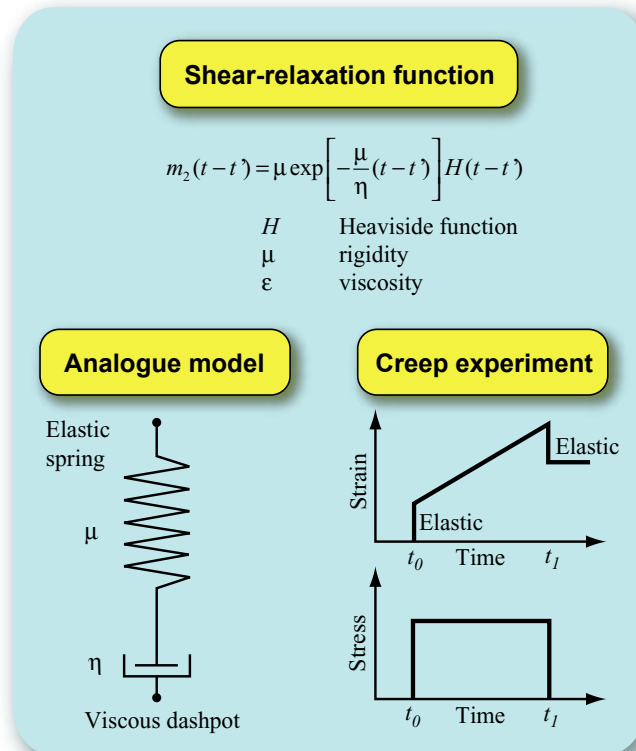 Shear-relaxation function
m₂(t – t’) = μ exp[–μ/η(t – t’)]H(t – t’)
H Heaviside function
μ rigidity
ε viscosity
Analogue model
Elastic
spring
μ
η
Viscous dashpot
Creep experiment
Strain
Elastic
Elastic
t₀ Time t₁
Stress
t₀ Time t₁